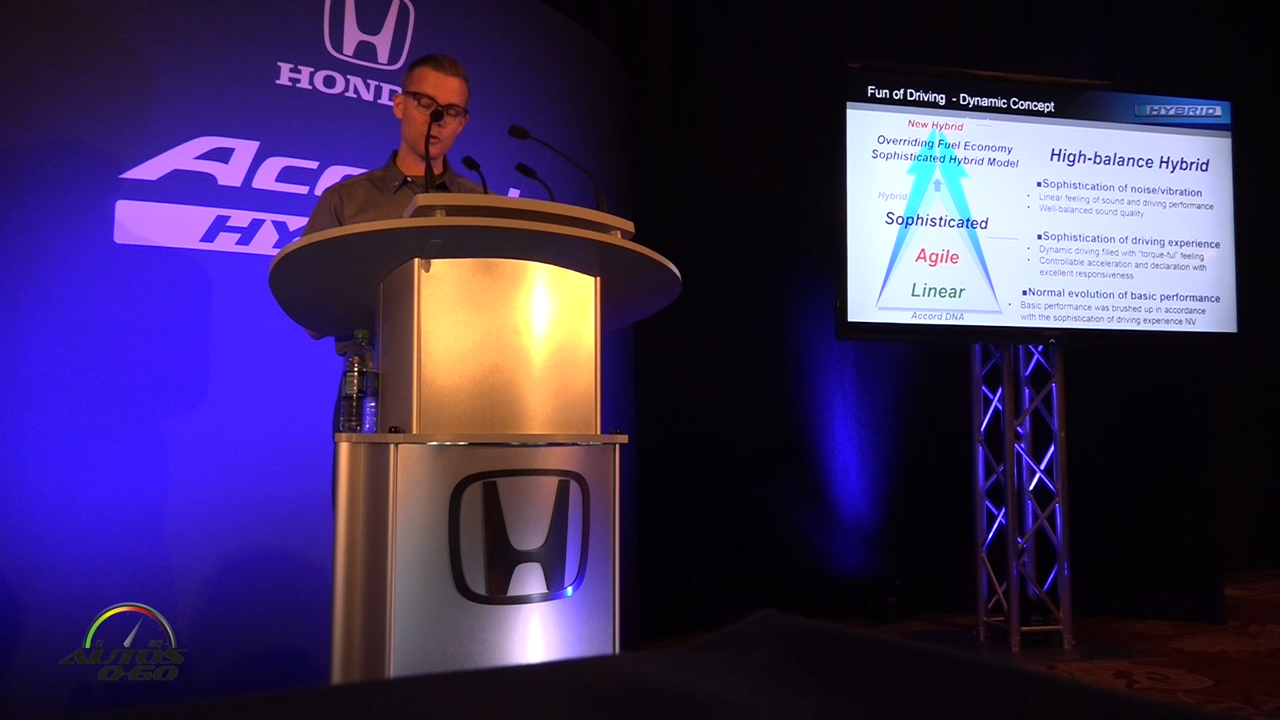 HONDA
Accord
HY
Fun of Driving - Dynamic Concept
HYBRID
New Hybrid
Overriding Fuel Economy
Sophisticated Hybrid Model
Hybrid
Sophisticated
Agile
Linear
Accord DNA
High-balance Hybrid
■Sophistication of noise/vibration
• Linear feeling of sound and driving performance
• Well-balanced sound quality
■Sophistication of driving experience
• Dynamic driving filled with "torque-ful" feeling
• Controllable acceleration and declaration with
excellent responsiveness
■Normal evolution of basic performance
• Basic performance was brushed up in accordance
with the sophistication of driving experience NV
AUTOS
0-60